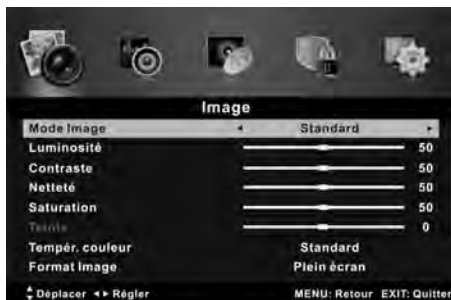 Image
Mode Image Standard
Luminosité 50
Contraste 50
Netteté 50
Saturation 50
Teinte 0
Tempér. couleur Standard
Format Image Plein écran
Déplacer Régler MENU: Retour EXIT: Quitter